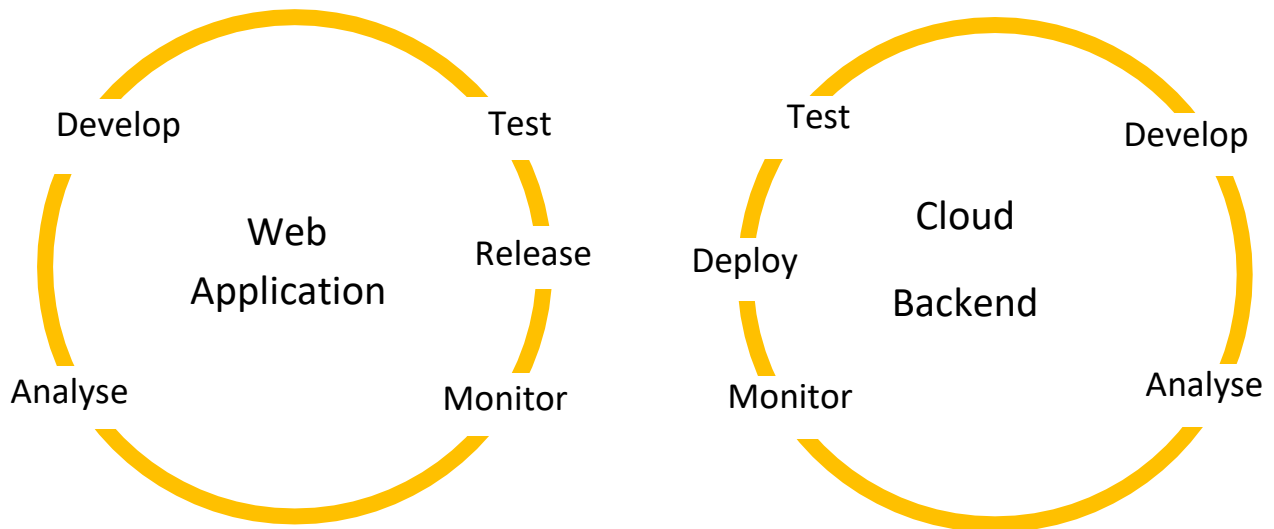 Develop
Test
Web
Application
Release
Analyse
Monitor
Test
Develop
Cloud
Deploy
Backend
Monitor
Analyse